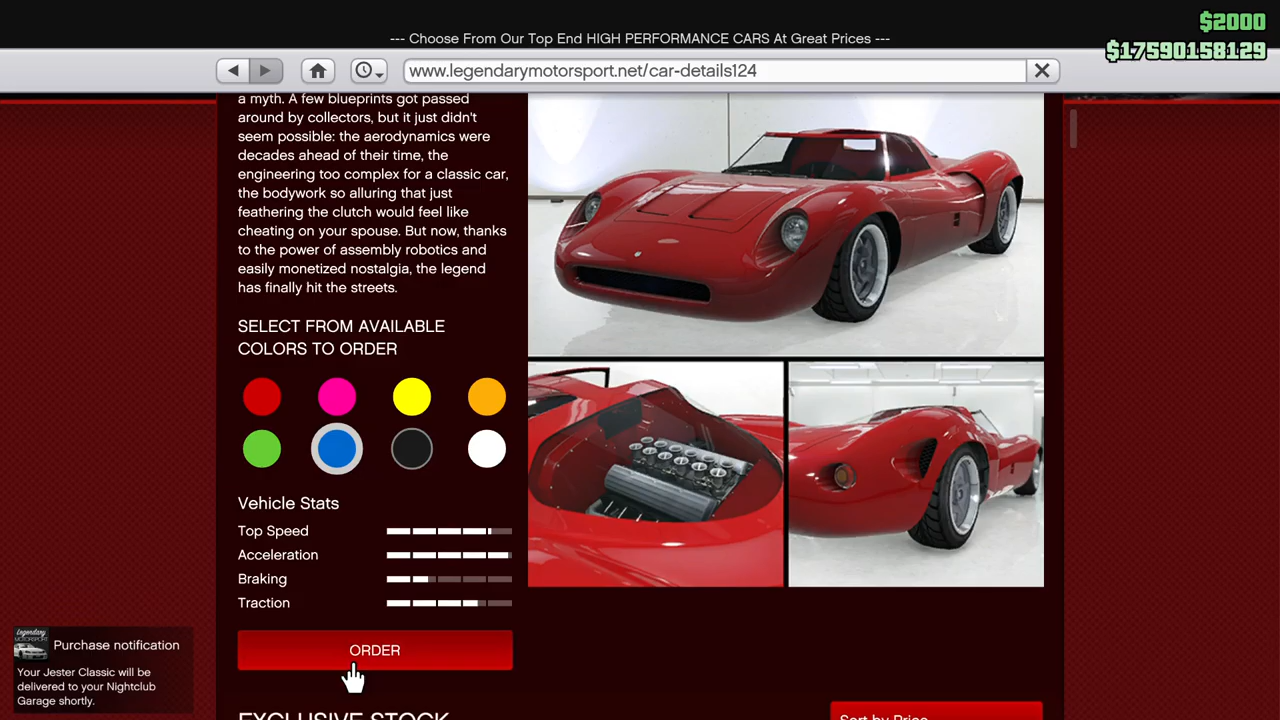 $2000
--- Choose From Our Top End HIGH PERFORMANCE CARS At Great Prices ---
$17590158129
www.legendarymotorsport.net/car-details124
a myth. A few blueprints got passed
around by collectors, but it just didn't
seem possible: the aerodynamics were
decades ahead of their time, the
engineering too complex for a classic car,
the bodywork so alluring that just
feathering the clutch would feel like
cheating on your spouse. But now, thanks
to the power of assembly robotics and
easily monetized nostalgia, the legend
has finally hit the streets.
SELECT FROM AVAILABLE
COLORS TO ORDER
Vehicle Stats
Top Speed
Acceleration
Braking
Traction
ORDER
Legendary
MOTORSPORT
Purchase notification
Your Jester Classic will be
delivered to your Nightclub
Garage shortly.
EXCLUSIVE STOCK
Sort by Price